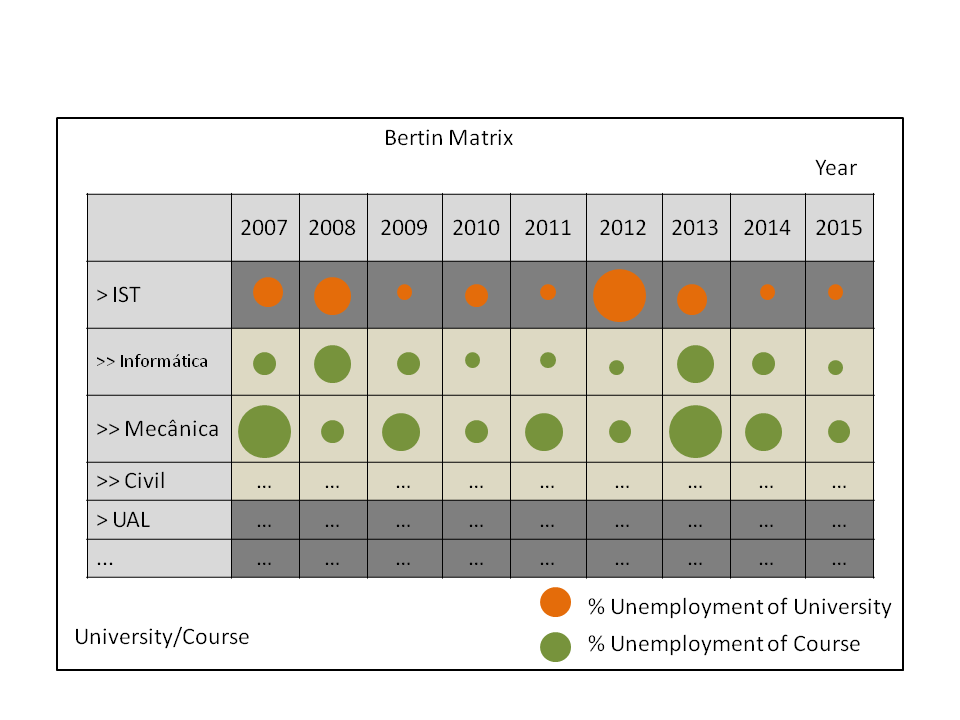 Bertin Matrix
Year
2007 2008 2009 2010 2011 2012 2013 2014 2015
> IST
>> Informática
>> Mecânica
>> Civil ... ... ... ... ... ... ... ... ...
> UAL ... ... ... ... ... ... ... ... ...
... ... ... ... ... ... ... ... ... ...
% Unemployment of University
University/Course
% Unemployment of Course